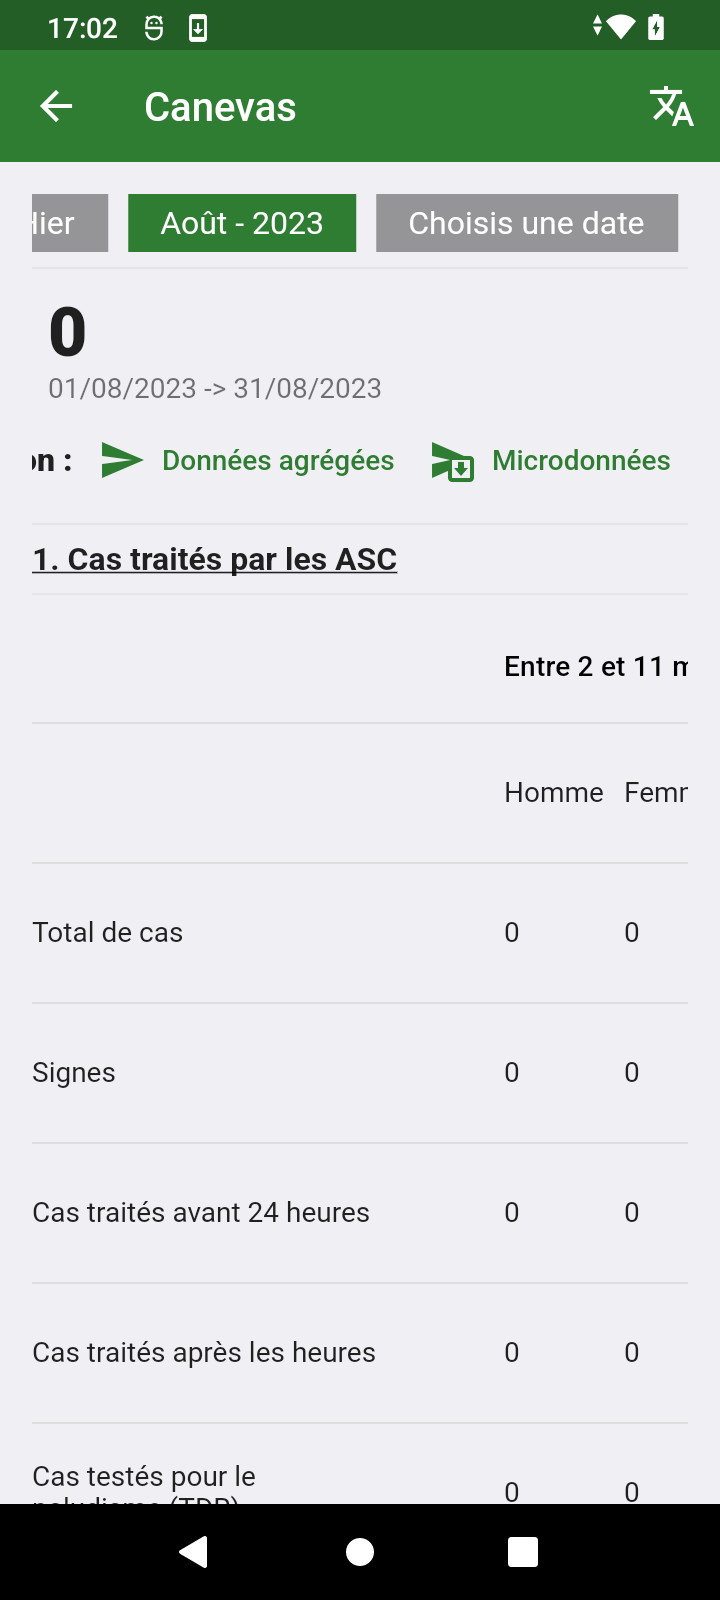 17:02
Canevas
Hier
Août - 2023
Choisis une date
0
01/08/2023 -> 31/08/2023
on :
Données agrégées
Microdonnées
1. Cas traités par les ASC
Entre 2 et 11 m
Homme
Total de cas 0 0
Signes 0 0
Cas traités avant 24 heures 0 0
Cas traités après les heures 0 0
Cas testés pour le
paludisme (TDR)
0 0